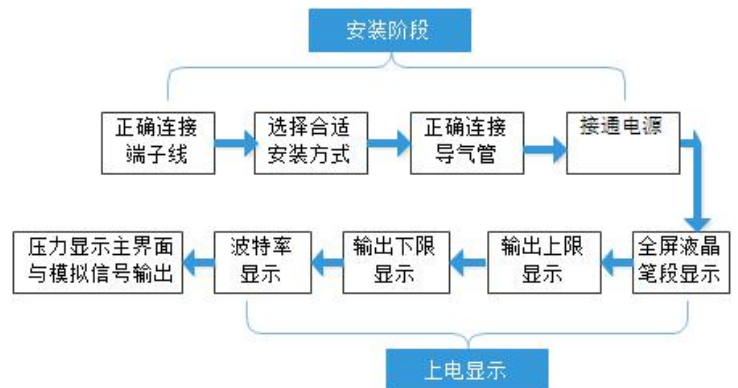 安装阶段
正确连接
端子线
选择合适
安装方式
正确连接
导气管
接通电源
全屏液晶
笔段显示
输出上限
显示
输出下限
显示
波特率
显示
压力显示主界面
与模拟信号输出
上电显示